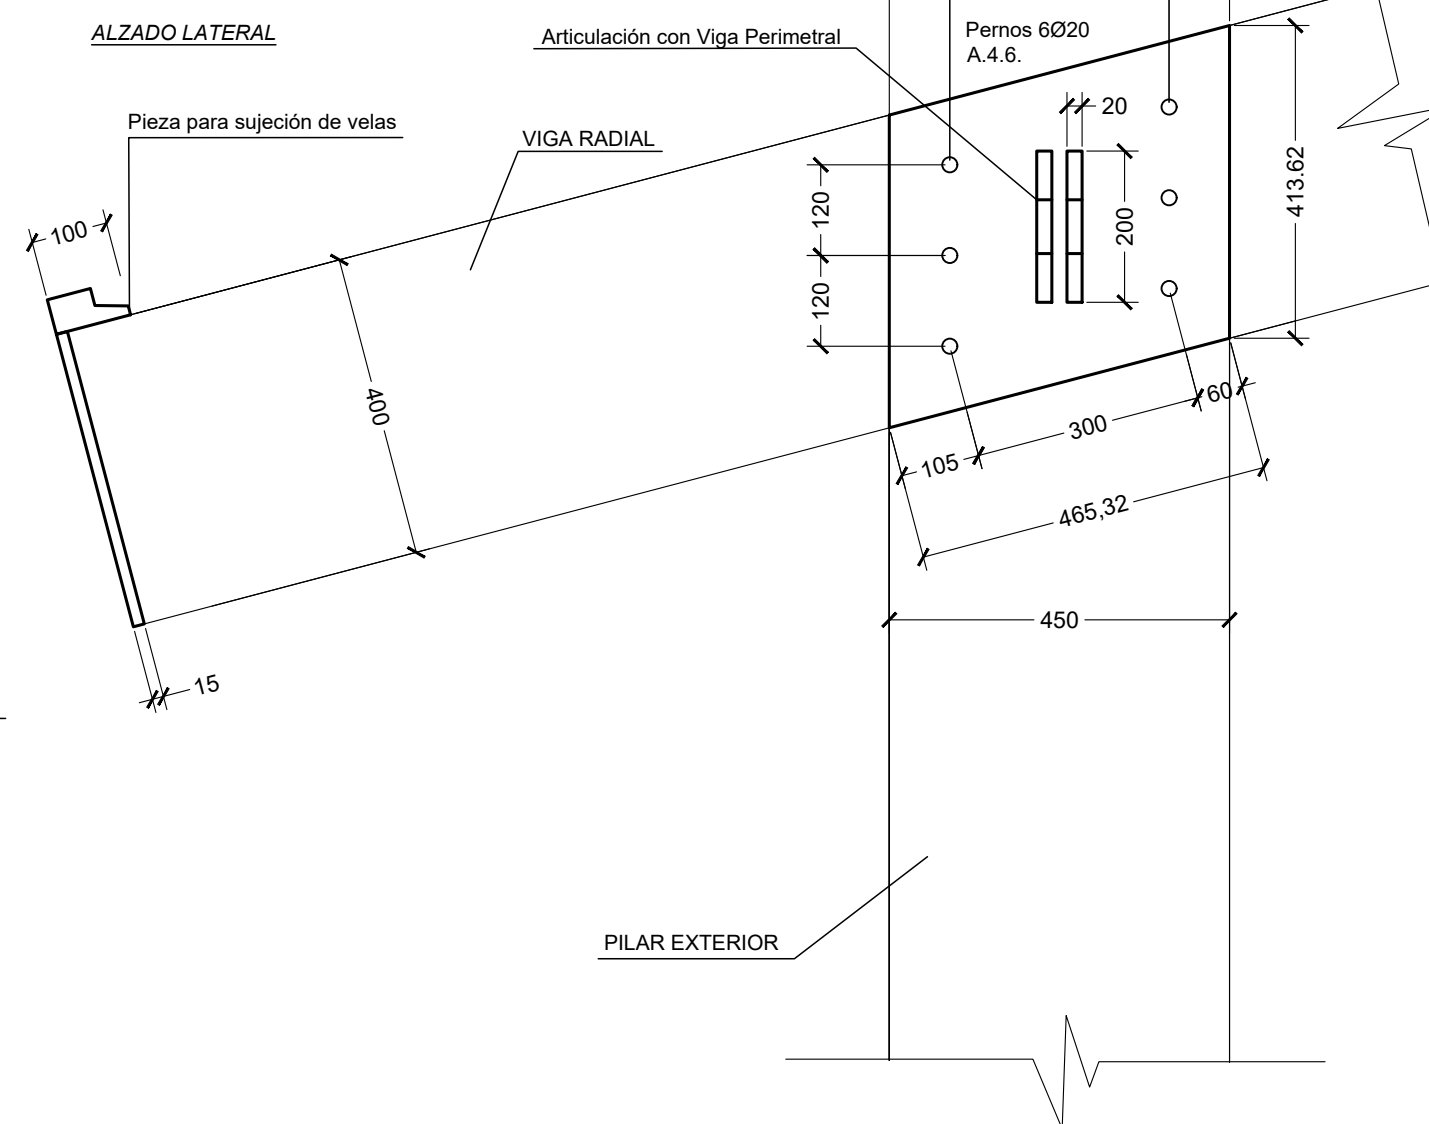 ALZADO LATERAL
Articulación con Viga Perimetral
Pernos 6Ø20
A.4.6.
Pieza para sujeción de velas
VIGA RADIAL
20
120
200
413.62
100
120
400
60
300
105
465,32
450
15
PILAR EXTERIOR